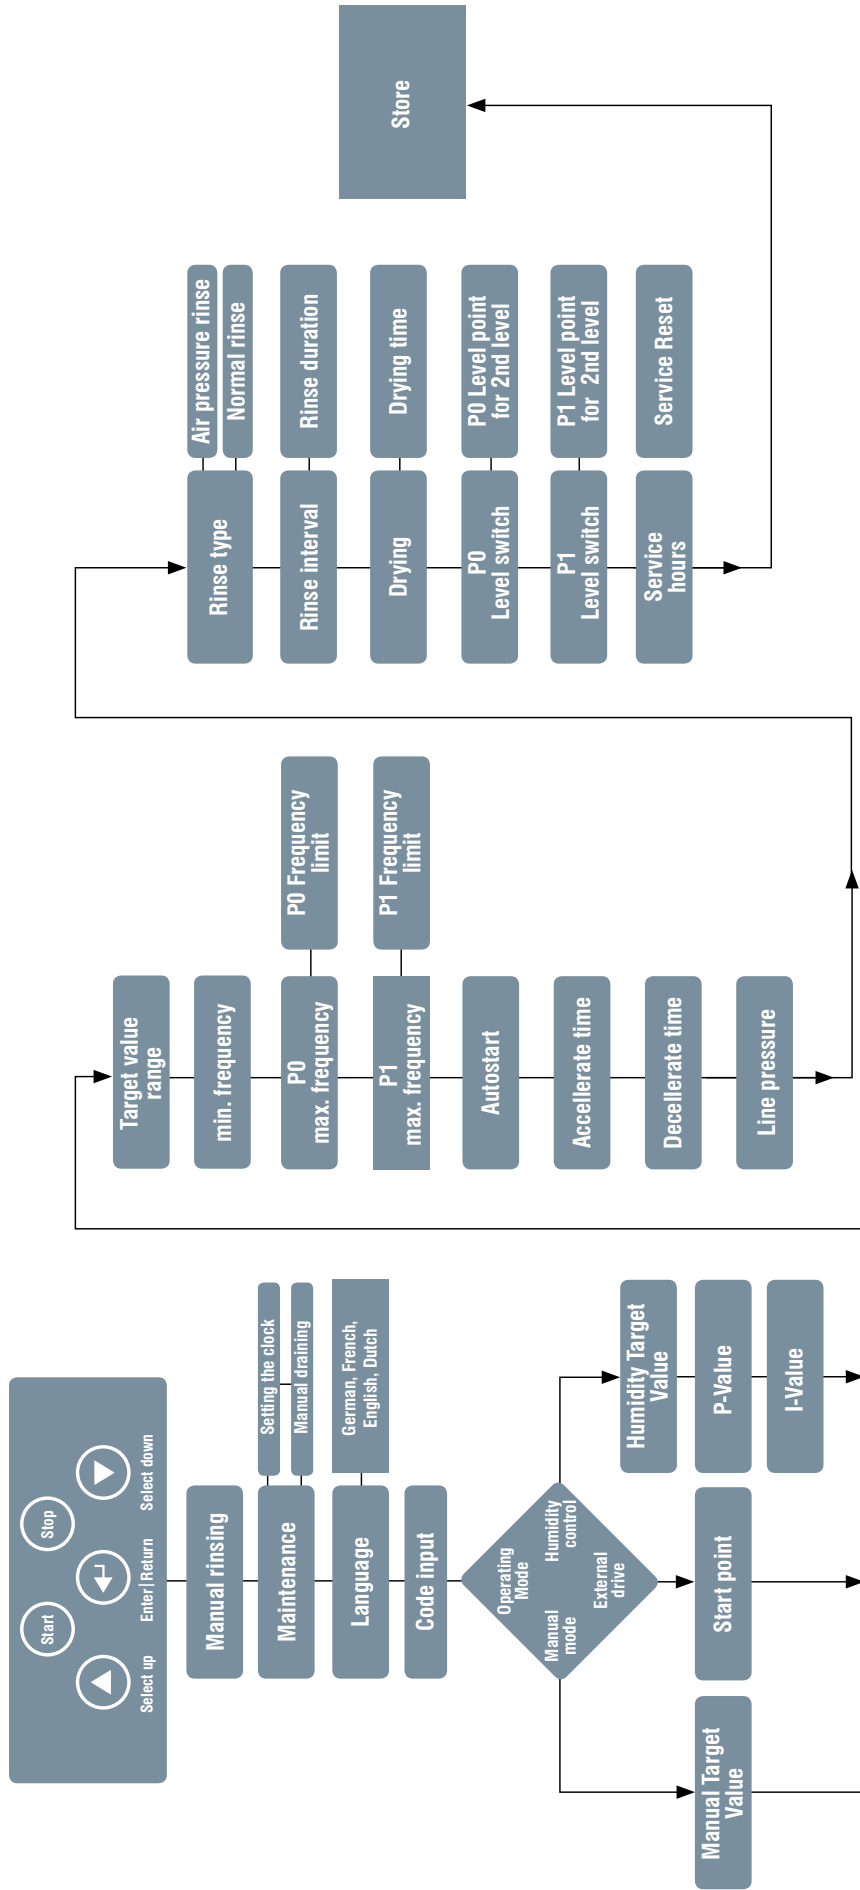 Start
Stop
Select up
Enter | Return
Select down
Manual rinsing
Maintenance
Setting the clock
Manual draining
Language
German, French,
English, Dutch
Code input
Operating
Mode
Manual
mode
Humidity
control
External
drive
Manual Target
Value
Start point
Humidity Target
Value
P-Value
I-Value
Target value
range
min. frequency
P0
max. frequency
P0 Frequency
limit
P1
max. frequency
P1 Frequency
limit
Autostart
Accellerate time
Decellerate time
Line pressure
Rinse type
Air pressure rinse
Normal rinse
Rinse interval
Rinse duration
Drying
Drying time
P0
Level switch
P0 Level point
for 2nd level
P1
Level switch
P1 Level point
for 2nd level
Service
hours
Service Reset
Store